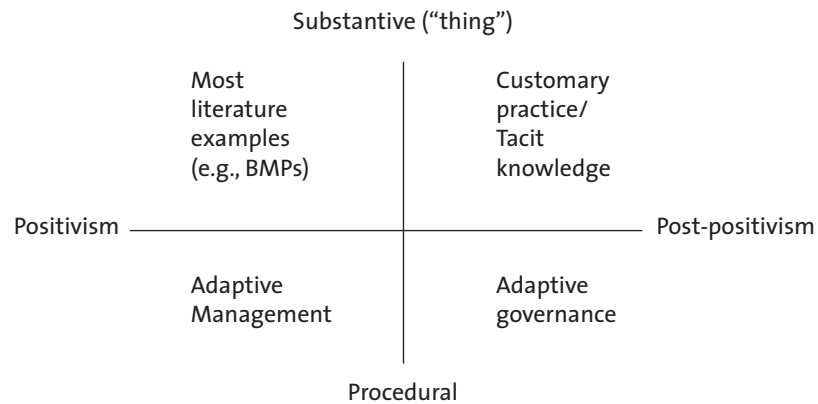 Substantive (“thing”)
Most
literature
examples
(e.g., BMPs)
Customary
practice/
Tacit
knowledge
Positivism
Post-positivism
Adaptive
Management
Adaptive
governance
Procedural